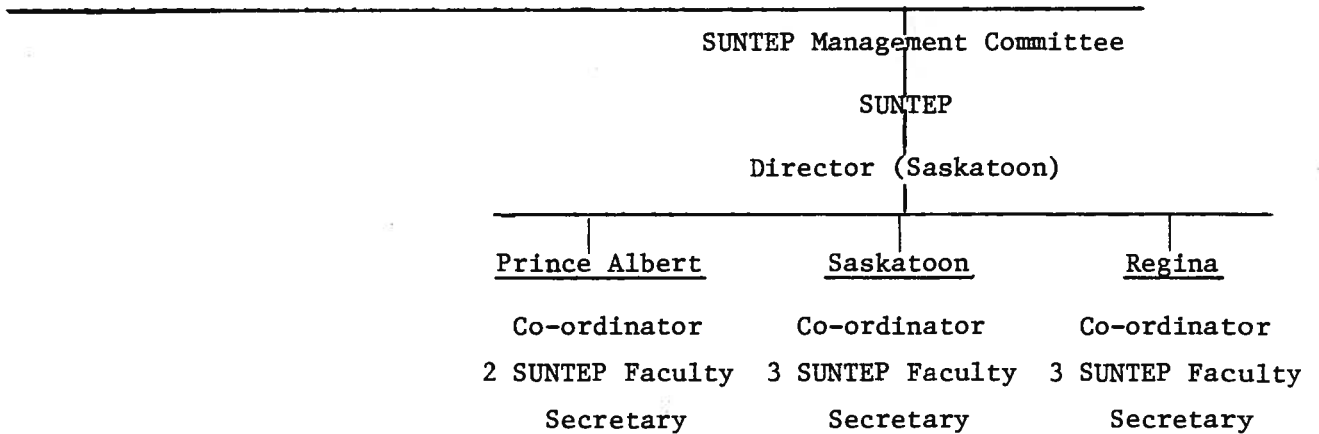 SUNTEP Management Committee
SUNTEP
Director (Saskatoon)
Prince Albert Saskatoon Regina
Co-ordinator Co-ordinator Co-ordinator
2 SUNTEP Faculty 3 SUNTEP Faculty 3 SUNTEP Faculty
Secretary Secretary Secretary